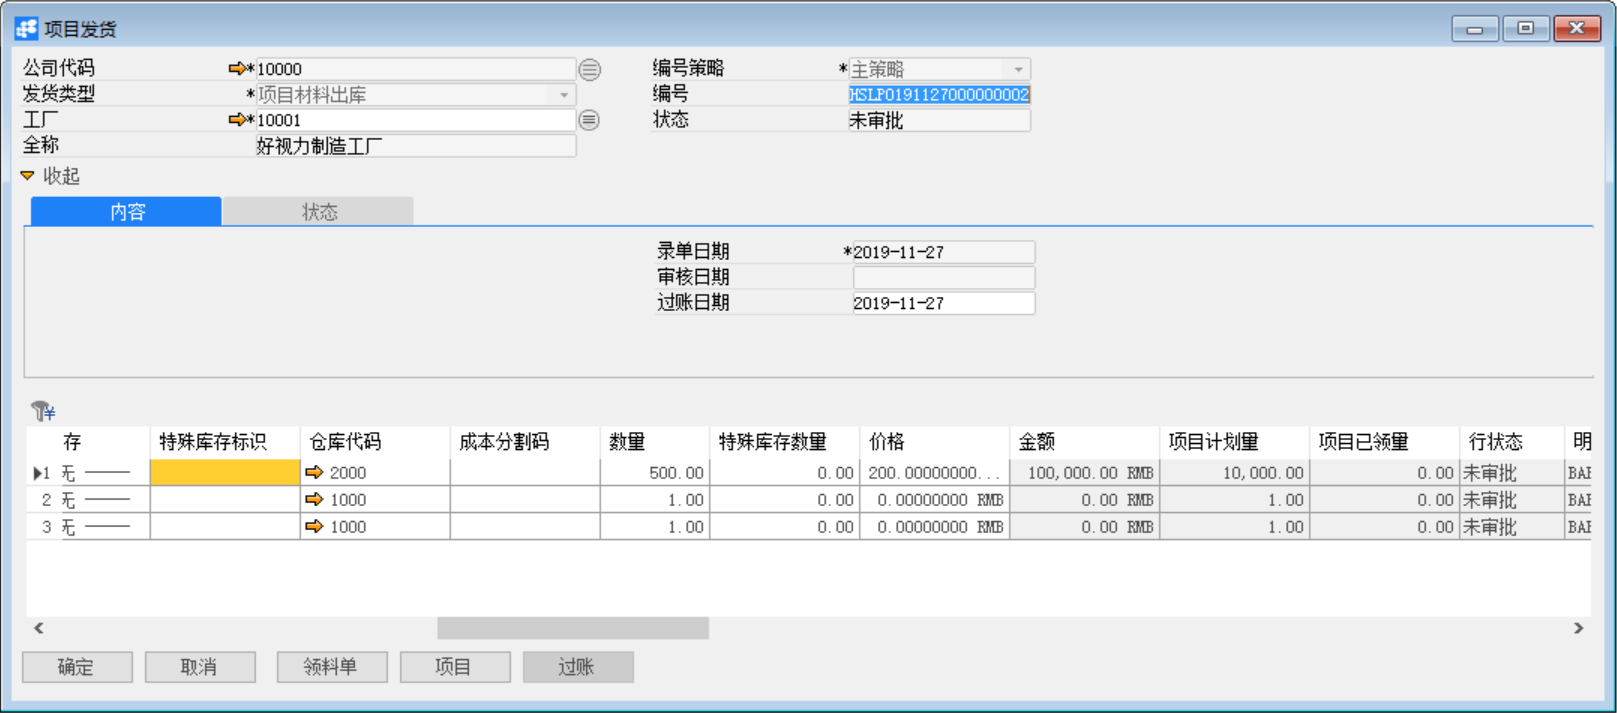 项目发货
公司代码 *10000 编号策略 *主策略
发货类型 *项目材料出库 编号 HSLP0191127000000002
工厂 *10001 状态 未审批
全称 好视力制造工厂
收起
内容 状态
录单日期 *2019-11-27
审核日期
过账日期 2019-11-27
存 特殊库存标识 仓库代码 成本分割码 数量 特殊库存数量 价格 金额 项目计划量 项目已领量 行状态 明
1 无 2000 500.00 0.00 200.00000000... 100,000.00 RMB 10,000.00 0.00 未审批 BAE
2 无 1000 1.00 0.00 0.00000000 RMB 0.00 RMB 1.00 0.00 未审批 BAE
3 无 1000 1.00 0.00 0.00000000 RMB 0.00 RMB 1.00 0.00 未审批 BAE
确定 取消 领料单 项目 过账